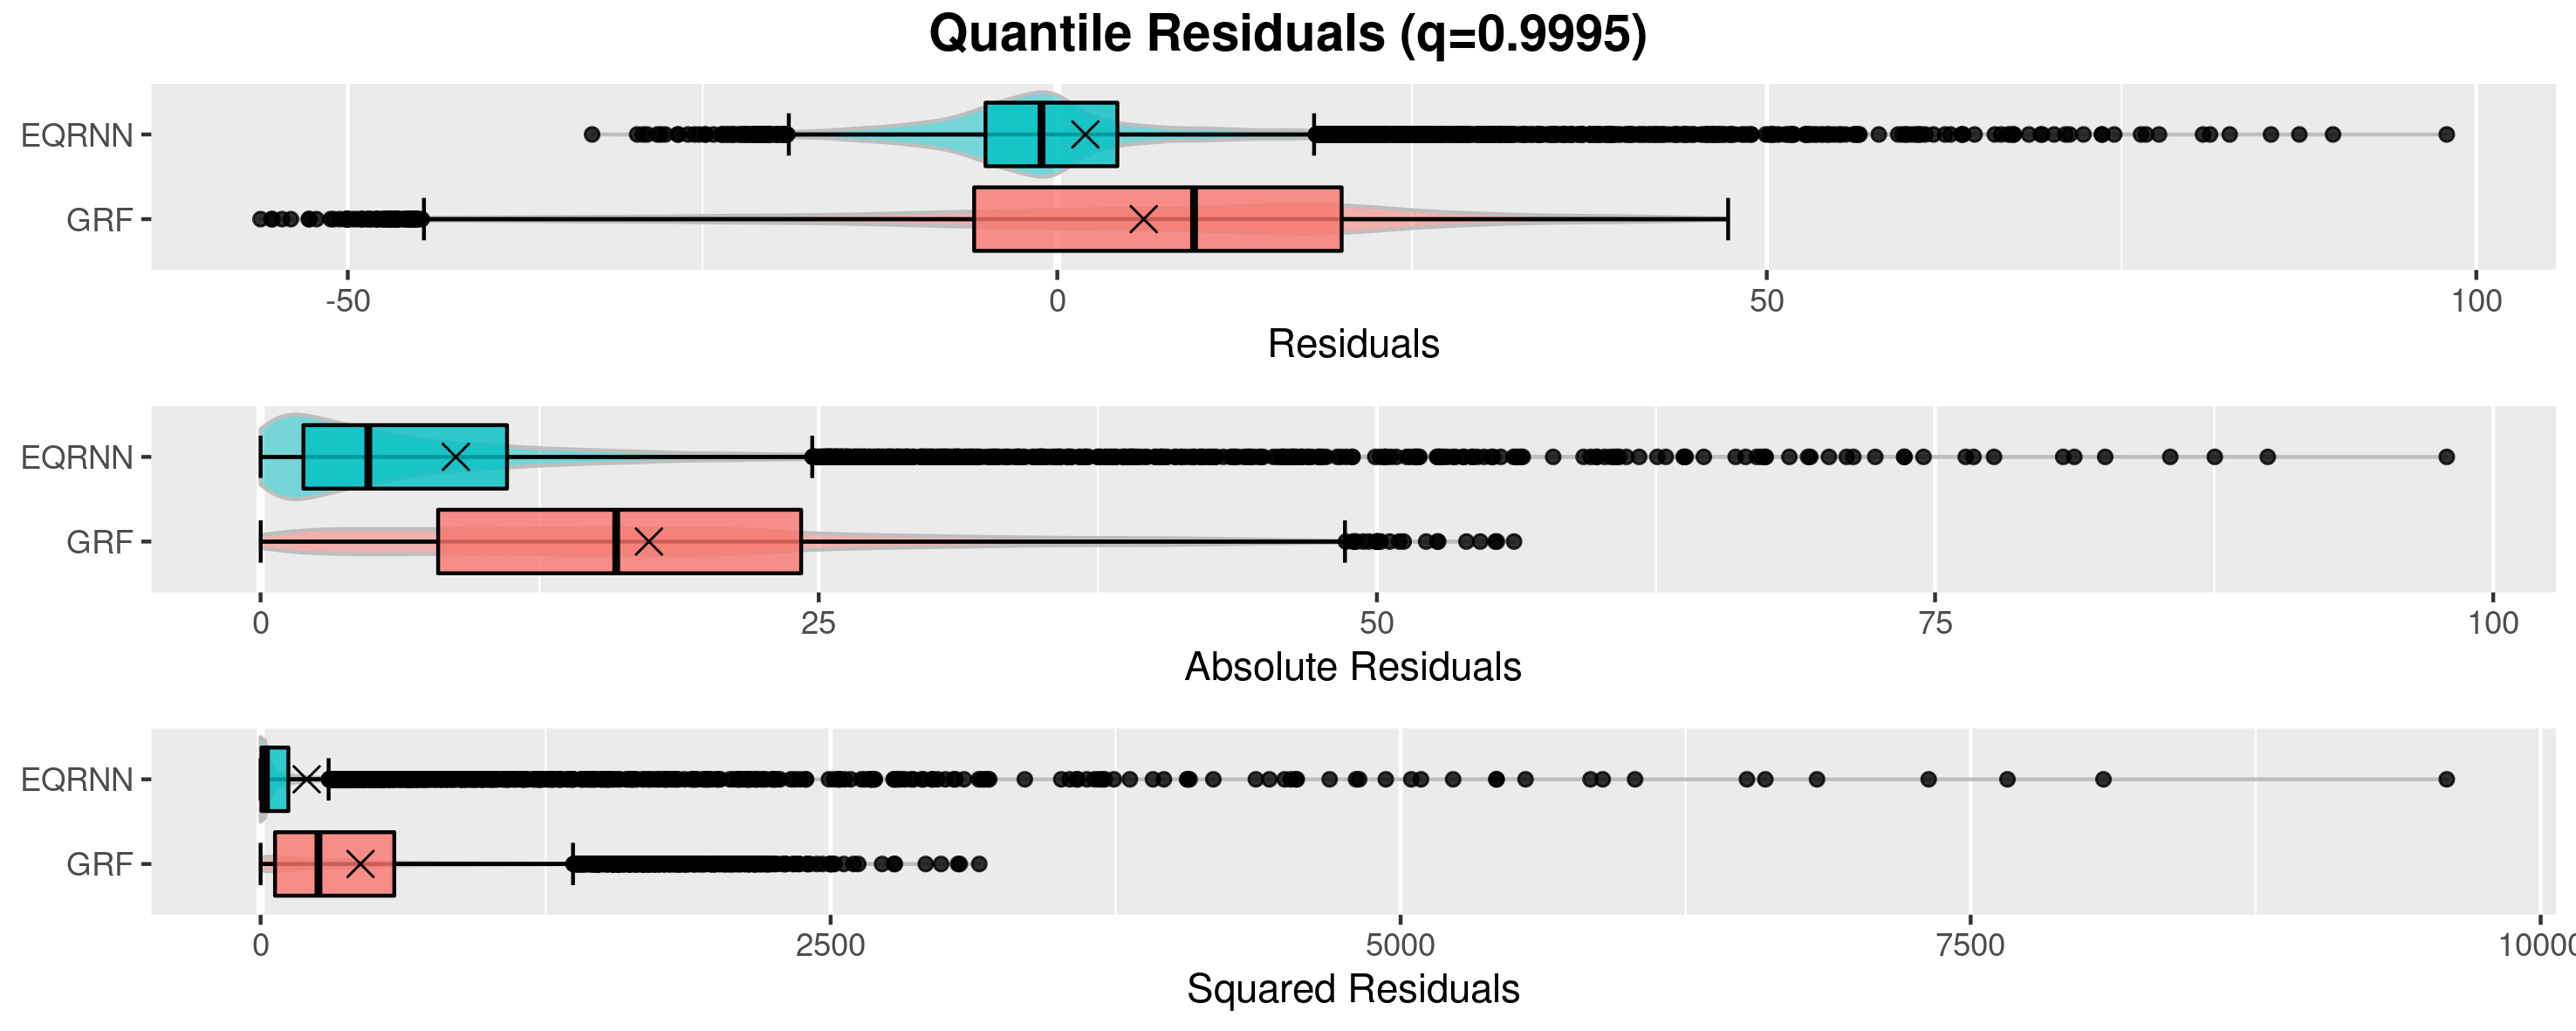 Quantile Residuals (q=0.9995)
EQRNN
GRF
-50 0 50 100
Residuals
EQRNN
GRF
0 25 50 75 100
Absolute Residuals
EQRNN
GRF
0 2500 5000 7500 10000
Squared Residuals